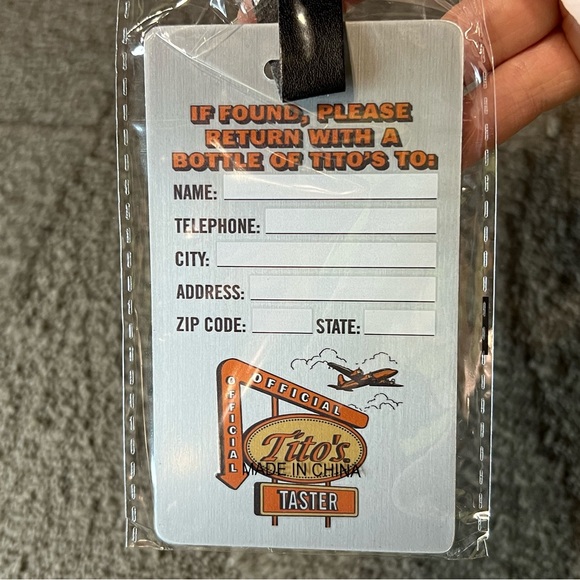 IF FOUND, PLEASE
RETURN WITH A
BOTTLE OF TITO'S TO:
NAME:
TELEPHONE:
CITY:
ADDRESS:
ZIP CODE: STATE:
OFFICIAL
OFFICIAL
Tito's
MADE IN CHINA
TASTER